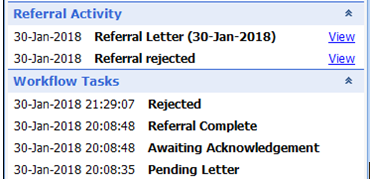 Referral Activity
30-Jan-2018 Referral Letter (30-Jan-2018) View
30-Jan-2018 Referral rejected View
Workflow Tasks
30-Jan-2018 21:29:07 Rejected
30-Jan-2018 20:08:48 Referral Complete
30-Jan-2018 20:08:48 Awaiting Acknowledgement
30-Jan-2018 20:08:35 Pending Letter